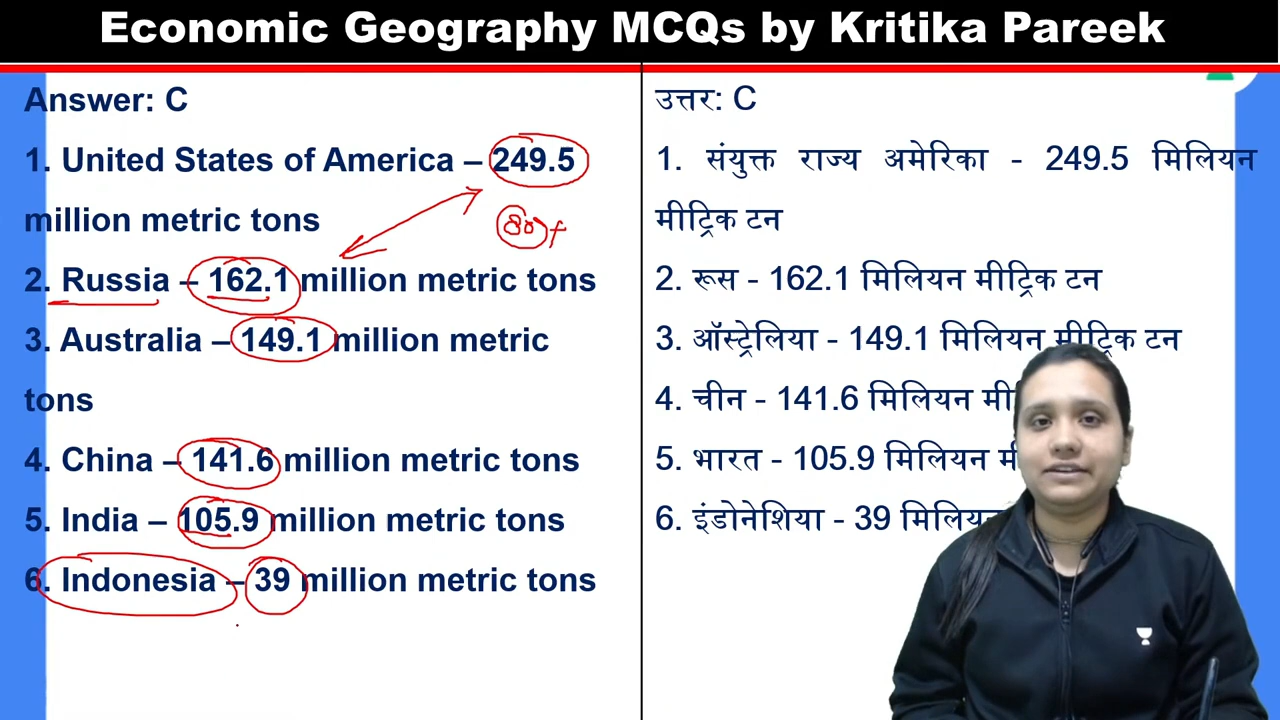 Economic Geography MCQs by Kritika Pareek
Answer: C
1. United States of America – 249.5
million metric tons
80+
2. Russia – 162.1 million metric tons
3. Australia – 149.1 million metric
tons
4. China – 141.6 million metric tons
5. India – 105.9 million metric tons
6. Indonesia – 39 million metric tons
उत्तर: C
1. संयुक्त राज्य अमेरिका - 249.5 मिलियन
मीट्रिक टन
2. रूस - 162.1 मिलियन मीट्रिक टन
3. ऑस्ट्रेलिया - 149.1 मिलियन मीट्रिक टन
4. चीन - 141.6 मिलियन
5. भारत - 105.9 मिलियन
6. इंडोनेशिया - 39 मिलियन